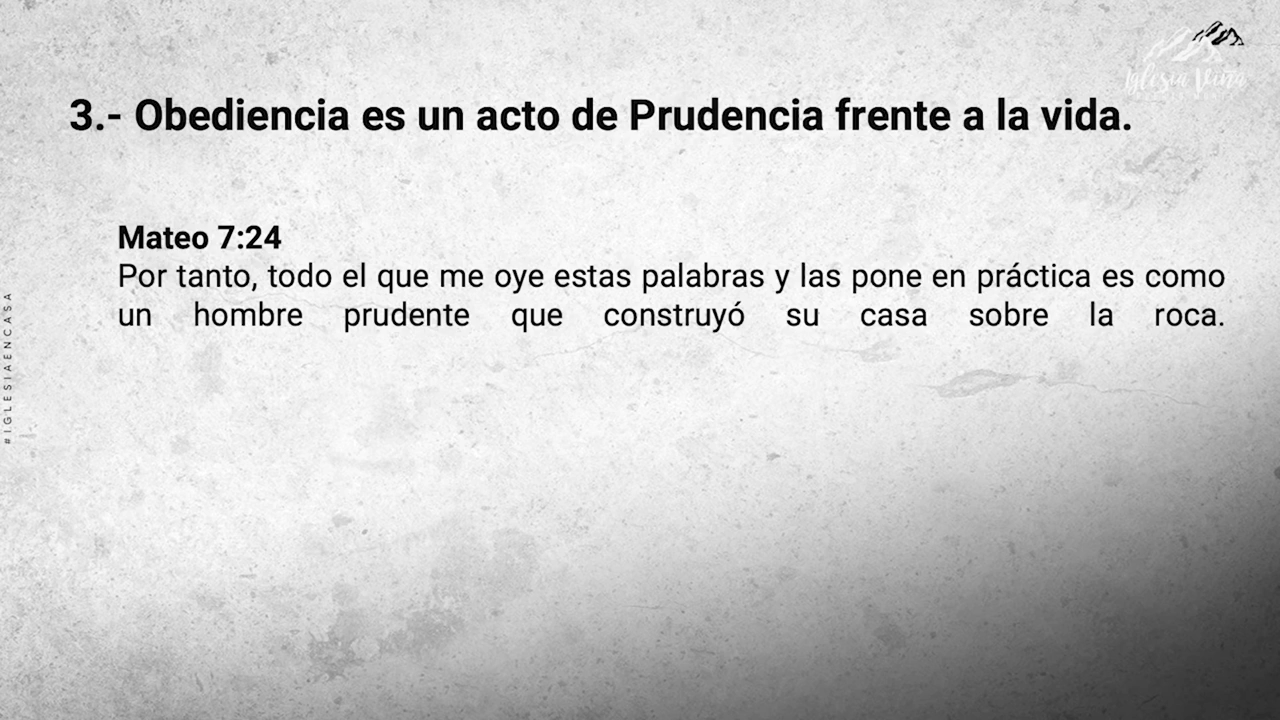 Iglesia Viña
3.- Obediencia es un acto de Prudencia frente a la vida.
Mateo 7:24
Por tanto, todo el que me oye estas palabras y las pone en práctica es como
un hombre prudente que construyó su casa sobre la roca.
#IGLESIAENCASA